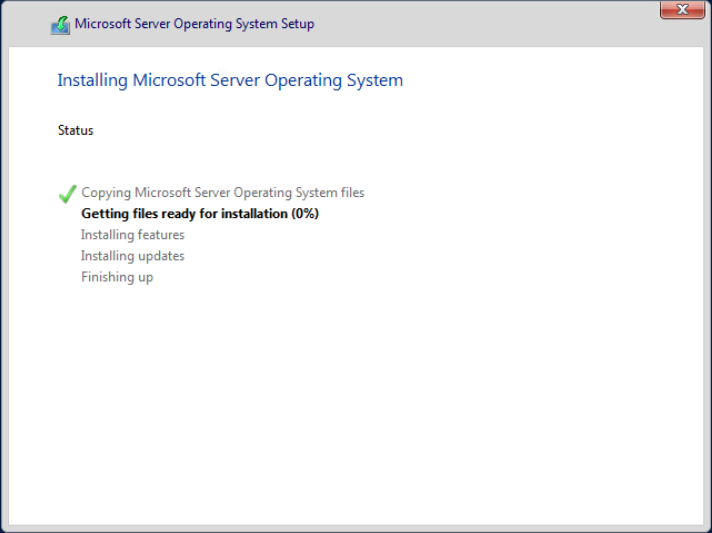 Microsoft Server Operating System Setup
Installing Microsoft Server Operating System
Status
Copying Microsoft Server Operating System files
Getting files ready for installation (0%)
Installing features
Installing updates
Finishing up